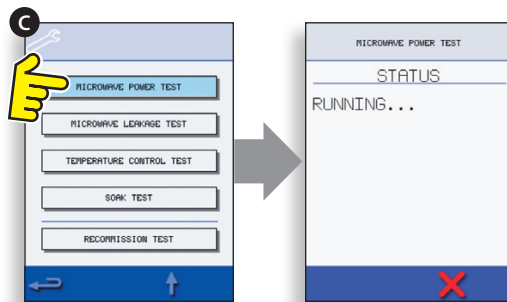 C
MICROWAVE POWER TEST
MICROWAVE LEAKAGE TEST
TEMPERATURE CONTROL TEST
SOAK TEST
RECOMMISSION TEST
MICROWAVE POWER TEST
STATUS
RUNNING...